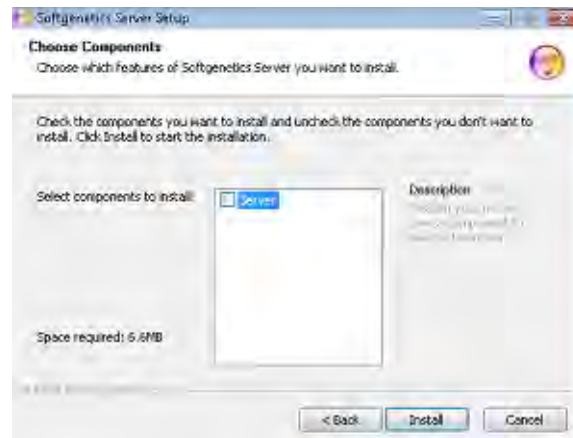 Softgenetics Server Setup
Choose Components
Choose which features of Softgenetics Server you want to install.
Check the components you want to install and uncheck the components you don't want to
install. Click Install to start the installation.
Select components to install:
Server
Description
Space required: 6.6MB
< Back
Install
Cancel